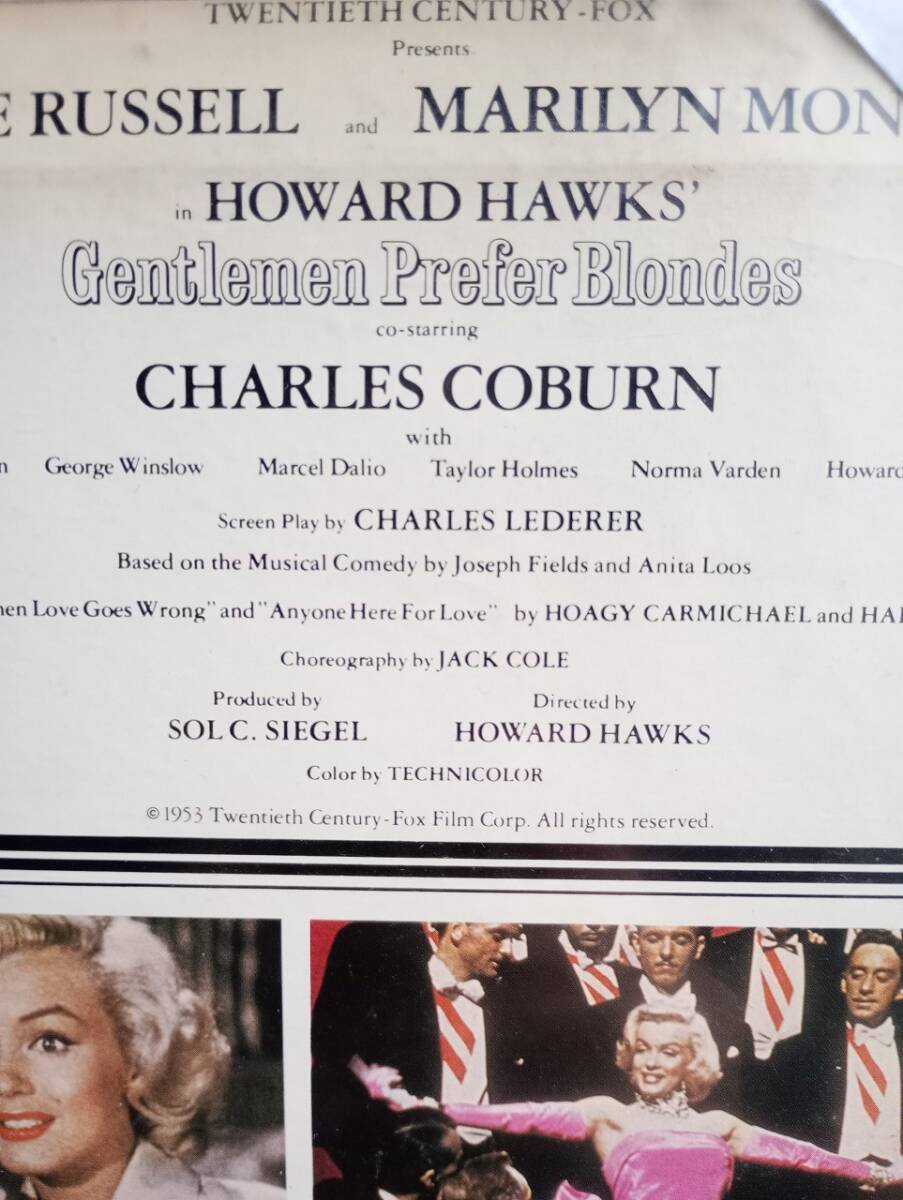 TWENTIETH CENTURY-FOX
Presents
E RUSSELL and MARILYN MON
in HOWARD HAWKS'
Gentlemen Prefer Blondes
co-starring
CHARLES COBURN
with
n George Winslow Marcel Dalio Taylor Holmes Norma Varden Howard
Screen Play by CHARLES LEDERER
Based on the Musical Comedy by Joseph Fields and Anita Loos
hen Love Goes Wrong" and "Anyone Here For Love" by HOAGY CARMICHAEL and HA
Choreography by JACK COLE
Produced by Directed by
SOL C. SIEGEL HOWARD HAWKS
Color by TECHNICOLOR
©1953 Twentieth Century-Fox Film Corp. All rights reserved.